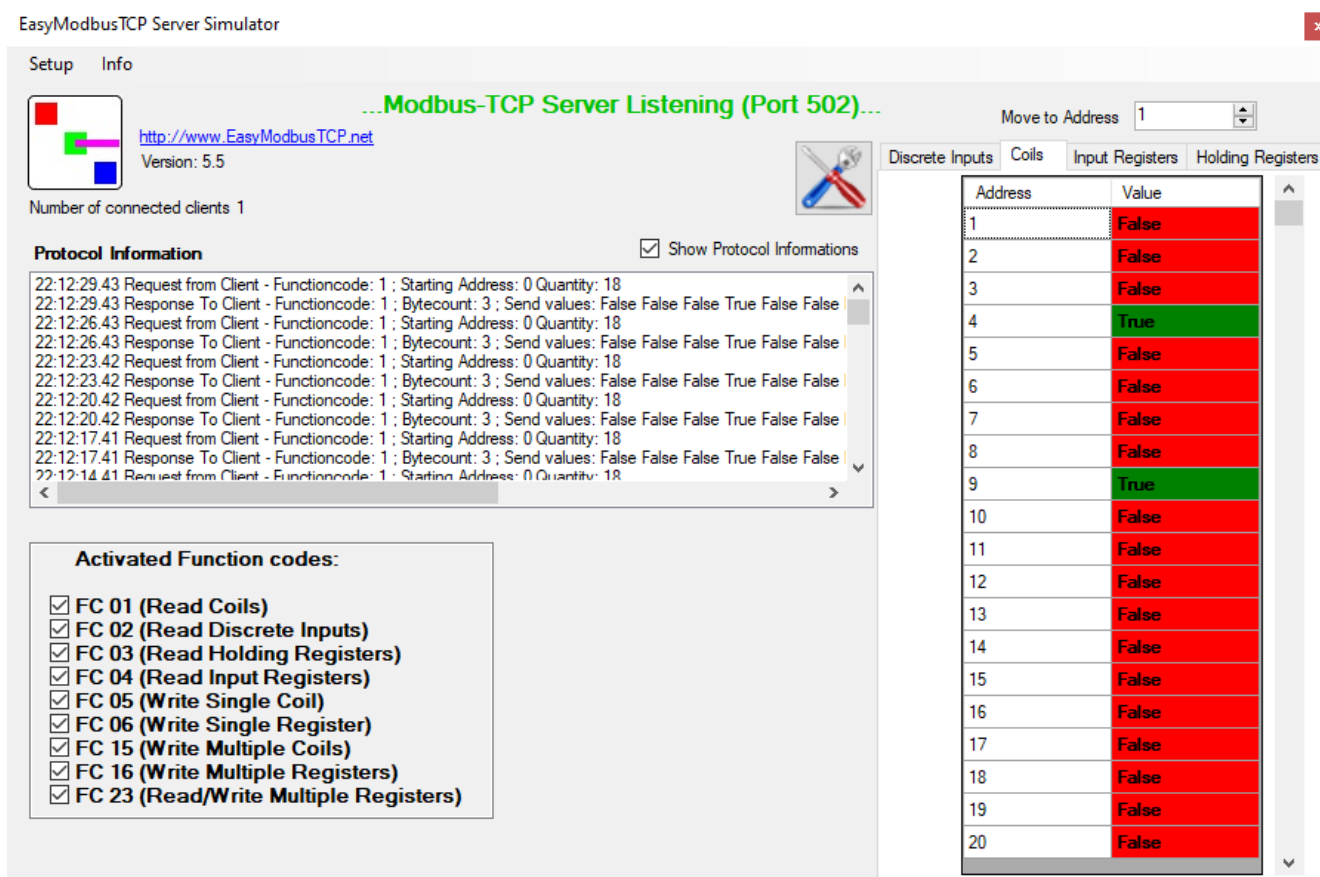 EasyModbusTCP Server Simulator
Setup Info
...Modbus-TCP Server Listening (Port 502)...
http://www.EasyModbusTCP.net
Version: 5.5
Number of connected clients 1
Protocol Information
Show Protocol Informations
22:12:29.43 Request from Client - Functioncode: 1 ; Starting Address: 0 Quantity: 18
22:12:29.43 Response To Client - Functioncode: 1 ; Bytecount: 3 ; Send values: False False False True False False
22:12:26.43 Request from Client - Functioncode: 1 ; Starting Address: 0 Quantity: 18
22:12:26.43 Response To Client - Functioncode: 1 ; Bytecount: 3 ; Send values: False False False True False False
22:12:23.42 Request from Client - Functioncode: 1 ; Starting Address: 0 Quantity: 18
22:12:23.42 Response To Client - Functioncode: 1 ; Bytecount: 3 ; Send values: False False False True False False
22:12:20.42 Request from Client - Functioncode: 1 ; Starting Address: 0 Quantity: 18
22:12:20.42 Response To Client - Functioncode: 1 ; Bytecount: 3 ; Send values: False False False True False False
22:12:17.41 Request from Client - Functioncode: 1 ; Starting Address: 0 Quantity: 18
22:12:17.41 Response To Client - Functioncode: 1 ; Bytecount: 3 ; Send values: False False False True False False
22:12:14.41 Request from Client - Functioncode: 1 ; Starting Address: 0 Quantity: 18
Activated Function codes:
FC 01 (Read Coils)
FC 02 (Read Discrete Inputs)
FC 03 (Read Holding Registers)
FC 04 (Read Input Registers)
FC 05 (Write Single Coil)
FC 06 (Write Single Register)
FC 15 (Write Multiple Coils)
FC 16 (Write Multiple Registers)
FC 23 (Read/Write Multiple Registers)
Move to Address 1
Discrete Inputs Coils Input Registers Holding Registers
Address Value
1 False
2 False
3 False
4 True
5 False
6 False
7 False
8 False
9 True
10 False
11 False
12 False
13 False
14 False
15 False
16 False
17 False
18 False
19 False
20 False